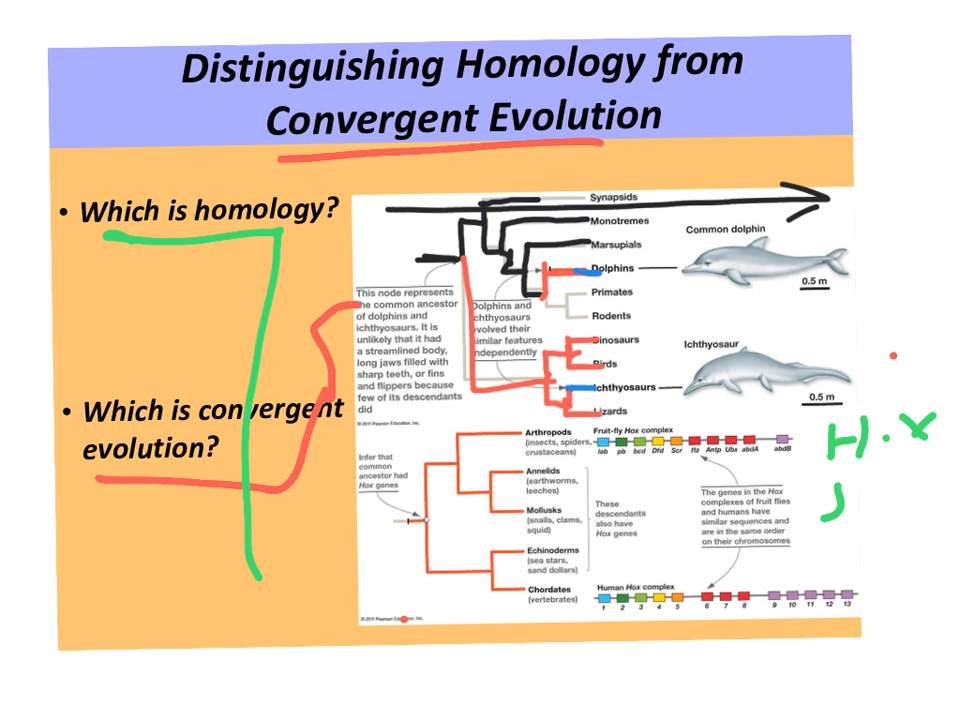 Distinguishing Homology from
Convergent Evolution
• Which is homology?
• Which is convergent
evolution?
Synapsids
Monotremes
Marsupials
Dolphins
Primates
Rodents
Dinosaurs
Birds
Ichthyosaurs
Lizards
Common dolphin
0.5 m
Ichthyosaur
0.5 m
This node represents
the common ancestor
of dolphins and
ichthyosaurs. It is
unlikely that it had
a streamlined body,
long jaws filled with
sharp teeth, or fins
and flippers because
few of its descendants
did
Dolphins and
ichthyosaurs
evolved their
similar features
independently
© 2011 Pearson Education, Inc.
Arthropods
(insects, spiders,
crustaceans)
Annelids
(earthworms,
leeches)
Mollusks
(snails, clams,
squid)
Echinoderms
(sea stars,
sand dollars)
Chordates
(vertebrates)
Infer that
common
ancestor had
Hox genes
These
descendants
also have
Hox genes
Fruit-fly Hox complex
lab pb bcd Dfd Scr ftz Antp Ubx abdA abdB
The genes in the Hox
complexes of fruit flies
and humans have
similar sequences and
are in the same order
on their chromosomes
Human Hox complex
1 2 3 4 5 6 7 8 9 10 11 12 13
© 2011 Pearson Education, Inc.
H.x